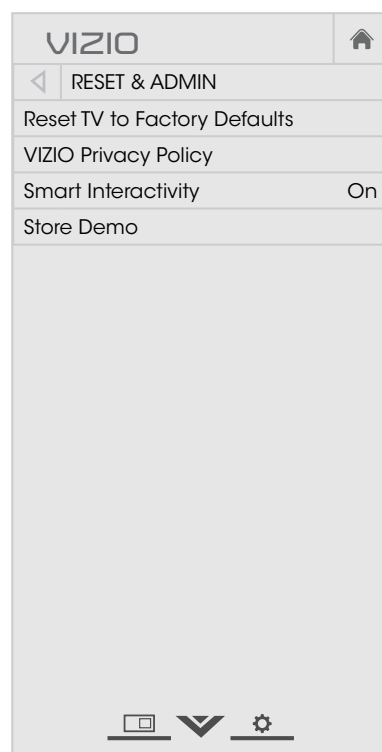 VIZIO
RESET & ADMIN
Reset TV to Factory Defaults
VIZIO Privacy Policy
Smart Interactivity On
Store Demo